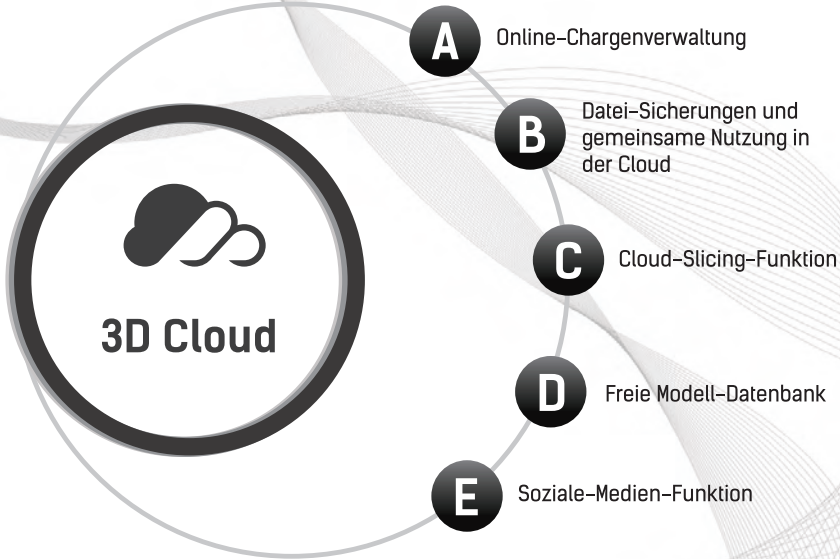 A
Online-Chargenverwaltung
B
Datei-Sicherungen und
gemeinsame Nutzung in
der Cloud
C
Cloud-Slicing-Funktion
3D Cloud
D
Freie Modell-Datenbank
E
Soziale-Medien-Funktion